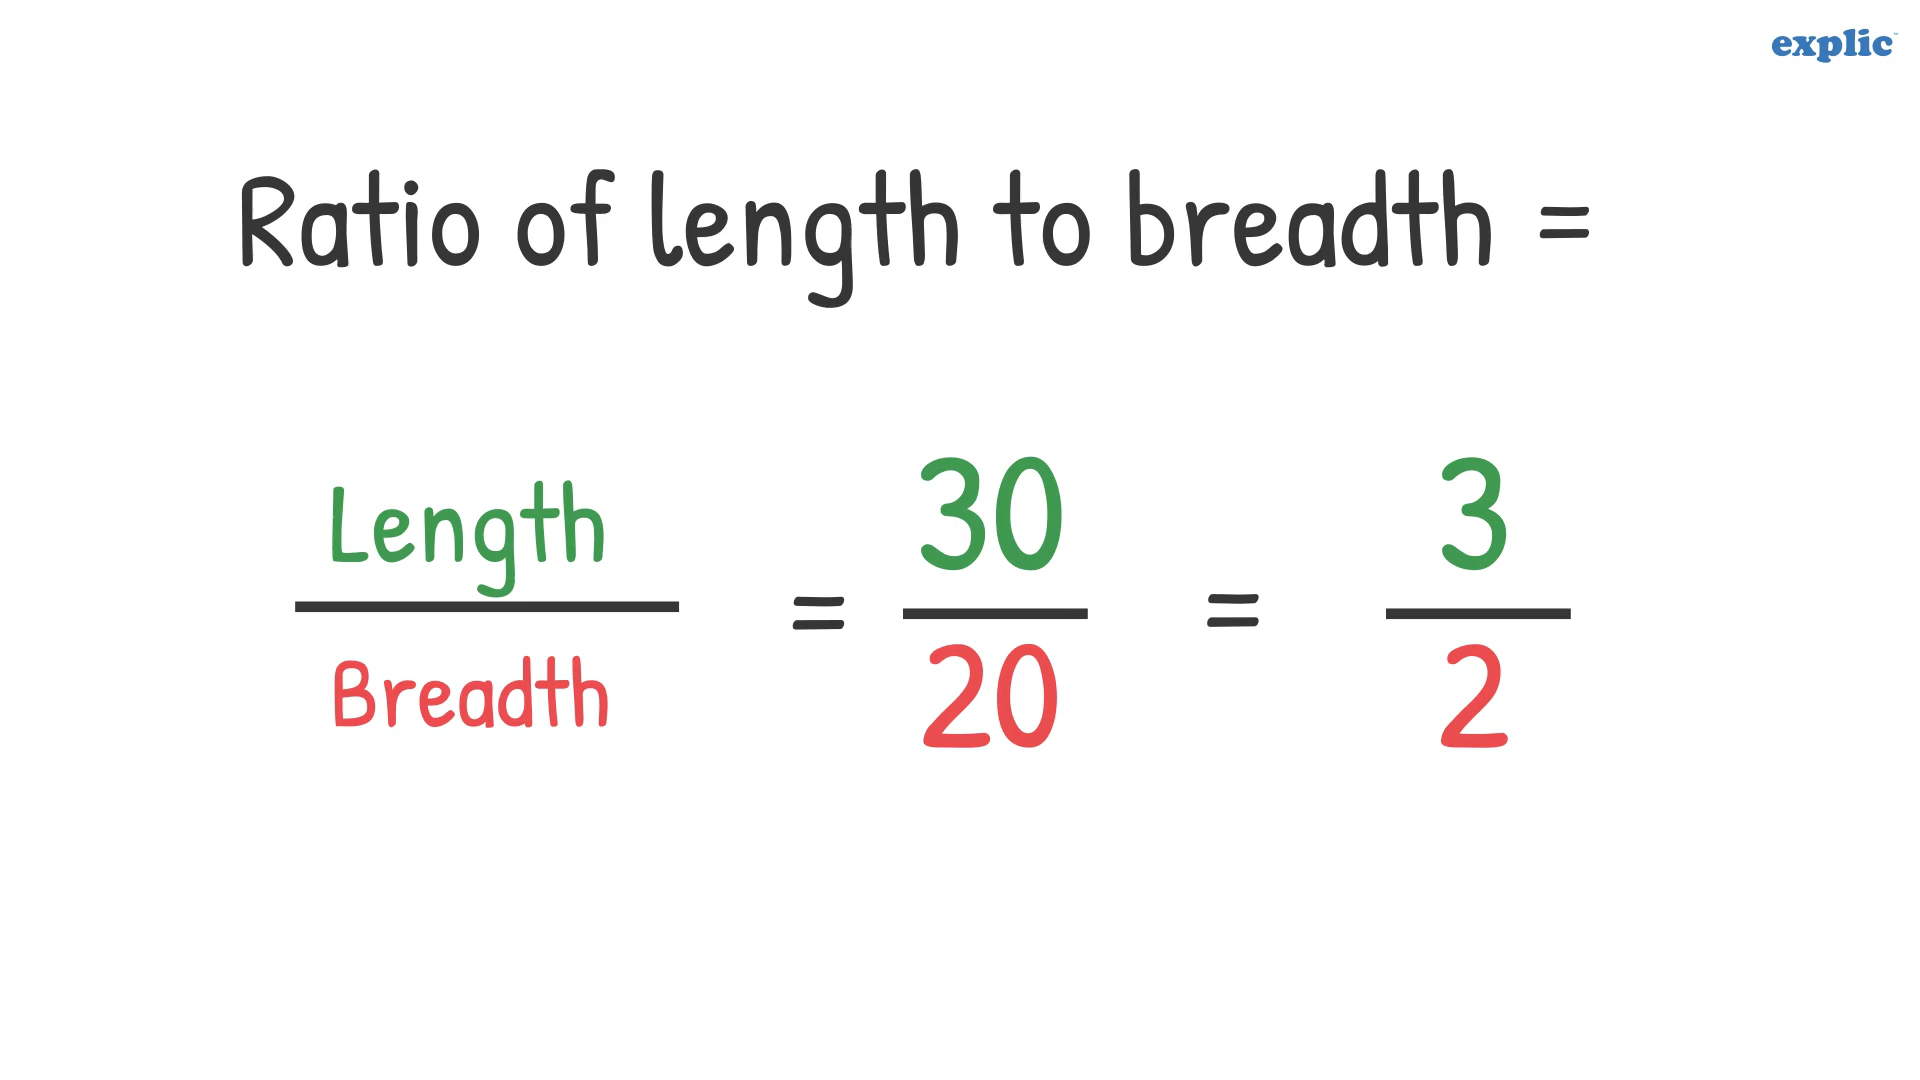 explic
Ratio of length to breadth =
Length
Breadth
=
30
20
=
3
2